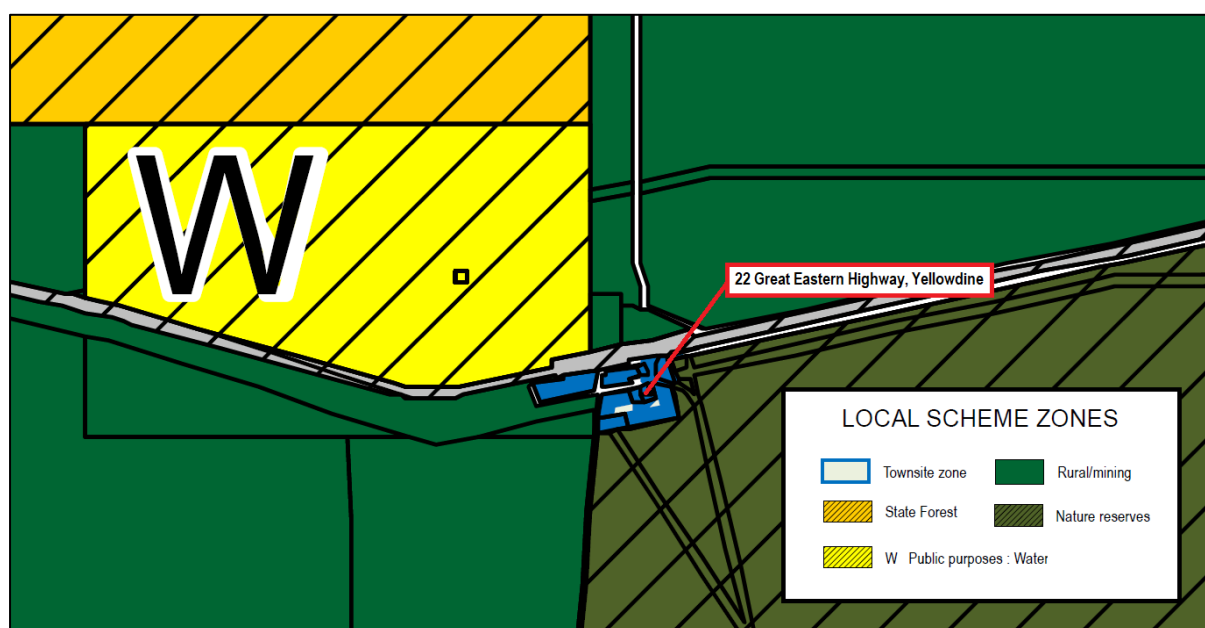 W
22 Great Eastern Highway, Yellowdine
LOCAL SCHEME ZONES
Townsite zone
Rural/mining
State Forest
Nature reserves
W Public purposes : Water